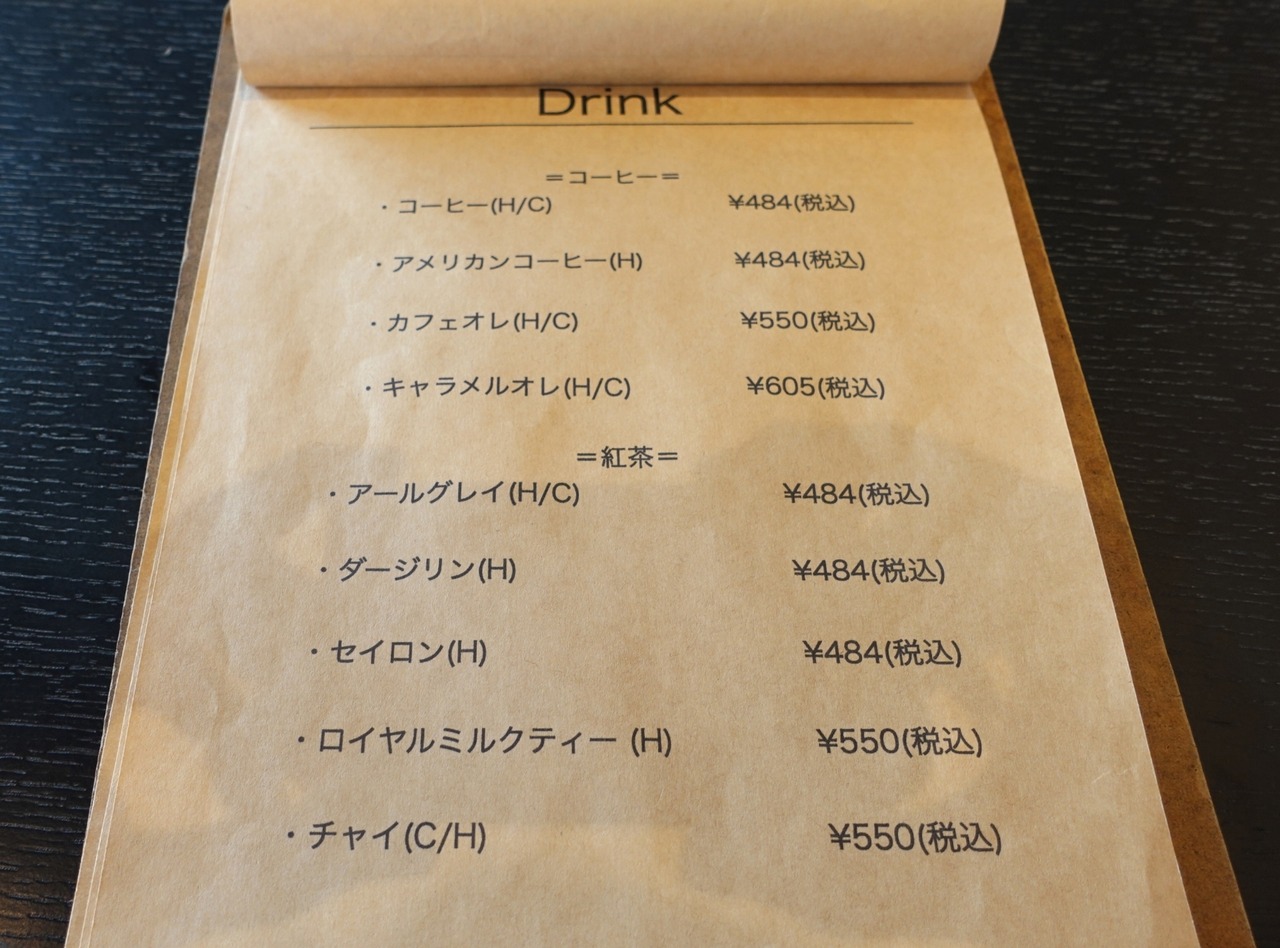 Drink
＝コーヒー＝
・コーヒー(H/C) ¥484(税込)
・アメリカンコーヒー(H) ¥484(税込)
・カフェオレ(H/C) ¥550(税込)
・キャラメルオレ(H/C) ¥605(税込)
＝紅茶＝
・アールグレイ(H/C) ¥484(税込)
・ダージリン(H) ¥484(税込)
・セイロン(H) ¥484(税込)
・ロイヤルミルクティー (H) ¥550(税込)
・チャイ(C/H) ¥550(税込)